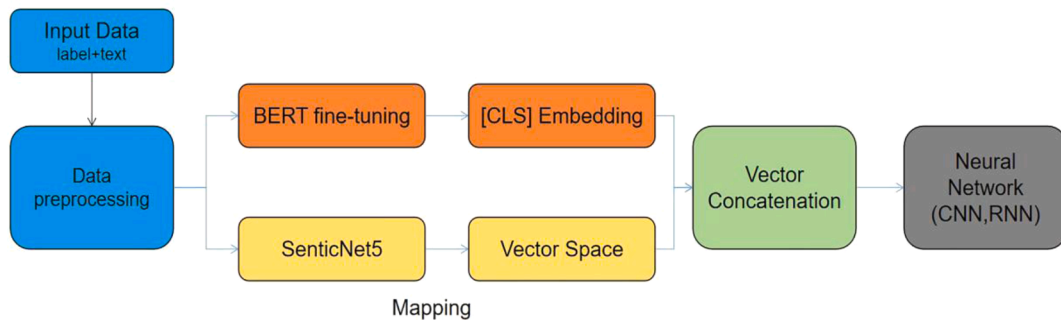 Input Data
label+text
Data
preprocessing
BERT fine-tuning
[CLS] Embedding
SenticNet5
Vector Space
Mapping
Vector
Concatenation
Neural
Network
(CNN,RNN)